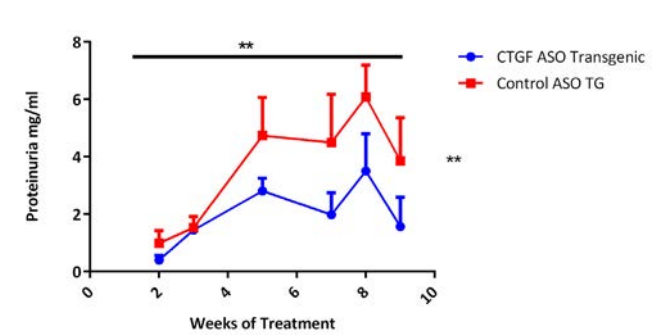 **
CTGF ASO Transgenic
Control ASO TG
**
Proteinuria mg/ml
8
6
4
2
0
0 2 4 6 8 10
Weeks of Treatment